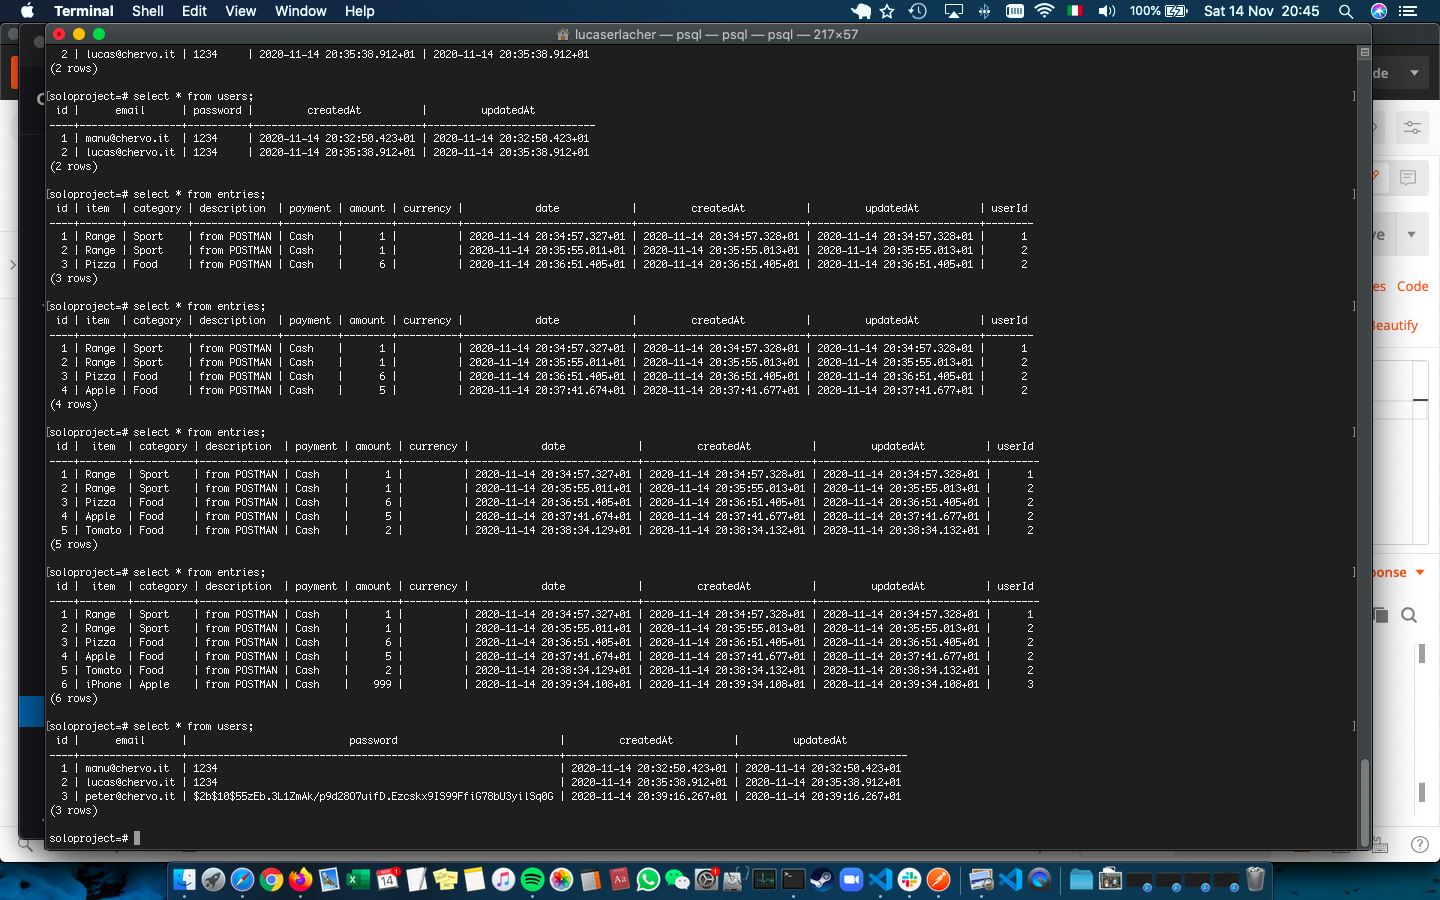 Terminal Shell Edit View Window Help 100% Sat 14 Nov 20:45
lucaserlacher — psql — psql — psql — 217×57
2 | lucas@chervo.it | 1234 | 2020-11-14 20:35:38.912+01 | 2020-11-14 20:35:38.912+01
(2 rows)
[soloproject=# select * from users; ]
id | email | password | createdAt | updatedAt
----+-----------------+----------+----------------------------+----------------------------
1 | manu@chervo.it | 1234 | 2020-11-14 20:32:50.423+01 | 2020-11-14 20:32:50.423+01
2 | lucas@chervo.it | 1234 | 2020-11-14 20:35:38.912+01 | 2020-11-14 20:35:38.912+01
(2 rows)
[soloproject=# select * from entries; ]
id | item | category | description | payment | amount | currency | date | createdAt | updatedAt | userId
----+-------+----------+--------------+---------+--------+----------+----------------------------+----------------------------+----------------------------+--------
1 | Range | Sport | from POSTMAN | Cash | 1 | | 2020-11-14 20:34:57.327+01 | 2020-11-14 20:34:57.328+01 | 2020-11-14 20:34:57.328+01 | 1
2 | Range | Sport | from POSTMAN | Cash | 1 | | 2020-11-14 20:35:55.011+01 | 2020-11-14 20:35:55.013+01 | 2020-11-14 20:35:55.013+01 | 2
3 | Pizza | Food | from POSTMAN | Cash | 6 | | 2020-11-14 20:36:51.405+01 | 2020-11-14 20:36:51.405+01 | 2020-11-14 20:36:51.405+01 | 2
(3 rows)
[soloproject=# select * from entries; ]
id | item | category | description | payment | amount | currency | date | createdAt | updatedAt | userId
----+-------+----------+--------------+---------+--------+----------+----------------------------+----------------------------+----------------------------+--------
1 | Range | Sport | from POSTMAN | Cash | 1 | | 2020-11-14 20:34:57.327+01 | 2020-11-14 20:34:57.328+01 | 2020-11-14 20:34:57.328+01 | 1
2 | Range | Sport | from POSTMAN | Cash | 1 | | 2020-11-14 20:35:55.011+01 | 2020-11-14 20:35:55.013+01 | 2020-11-14 20:35:55.013+01 | 2
3 | Pizza | Food | from POSTMAN | Cash | 6 | | 2020-11-14 20:36:51.405+01 | 2020-11-14 20:36:51.405+01 | 2020-11-14 20:36:51.405+01 | 2
4 | Apple | Food | from POSTMAN | Cash | 5 | | 2020-11-14 20:37:41.674+01 | 2020-11-14 20:37:41.677+01 | 2020-11-14 20:37:41.677+01 | 2
(4 rows)
[soloproject=# select * from entries; ]
id | item | category | description | payment | amount | currency | date | createdAt | updatedAt | userId
----+--------+----------+--------------+---------+--------+----------+----------------------------+----------------------------+----------------------------+--------
1 | Range | Sport | from POSTMAN | Cash | 1 | | 2020-11-14 20:34:57.327+01 | 2020-11-14 20:34:57.328+01 | 2020-11-14 20:34:57.328+01 | 1
2 | Range | Sport | from POSTMAN | Cash | 1 | | 2020-11-14 20:35:55.011+01 | 2020-11-14 20:35:55.013+01 | 2020-11-14 20:35:55.013+01 | 2
3 | Pizza | Food | from POSTMAN | Cash | 6 | | 2020-11-14 20:36:51.405+01 | 2020-11-14 20:36:51.405+01 | 2020-11-14 20:36:51.405+01 | 2
4 | Apple | Food | from POSTMAN | Cash | 5 | | 2020-11-14 20:37:41.674+01 | 2020-11-14 20:37:41.677+01 | 2020-11-14 20:37:41.677+01 | 2
5 | Tomato | Food | from POSTMAN | Cash | 2 | | 2020-11-14 20:38:34.129+01 | 2020-11-14 20:38:34.132+01 | 2020-11-14 20:38:34.132+01 | 2
(5 rows)
[soloproject=# select * from entries; ]
id | item | category | description | payment | amount | currency | date | createdAt | updatedAt | userId
----+--------+----------+--------------+---------+--------+----------+----------------------------+----------------------------+----------------------------+--------
1 | Range | Sport | from POSTMAN | Cash | 1 | | 2020-11-14 20:34:57.327+01 | 2020-11-14 20:34:57.328+01 | 2020-11-14 20:34:57.328+01 | 1
2 | Range | Sport | from POSTMAN | Cash | 1 | | 2020-11-14 20:35:55.011+01 | 2020-11-14 20:35:55.013+01 | 2020-11-14 20:35:55.013+01 | 2
3 | Pizza | Food | from POSTMAN | Cash | 6 | | 2020-11-14 20:36:51.405+01 | 2020-11-14 20:36:51.405+01 | 2020-11-14 20:36:51.405+01 | 2
4 | Apple | Food | from POSTMAN | Cash | 5 | | 2020-11-14 20:37:41.674+01 | 2020-11-14 20:37:41.677+01 | 2020-11-14 20:37:41.677+01 | 2
5 | Tomato | Food | from POSTMAN | Cash | 2 | | 2020-11-14 20:38:34.129+01 | 2020-11-14 20:38:34.132+01 | 2020-11-14 20:38:34.132+01 | 2
6 | iPhone | Apple | from POSTMAN | Cash | 999 | | 2020-11-14 20:39:34.108+01 | 2020-11-14 20:39:34.108+01 | 2020-11-14 20:39:34.108+01 | 3
(6 rows)
[soloproject=# select * from users; ]
id | email | password | createdAt | updatedAt
----+-----------------+--------------------------------------------------------------+----------------------------+----------------------------
1 | manu@chervo.it | 1234 | 2020-11-14 20:32:50.423+01 | 2020-11-14 20:32:50.423+01
2 | lucas@chervo.it | 1234 | 2020-11-14 20:35:38.912+01 | 2020-11-14 20:35:38.912+01
3 | peter@chervo.it | $2b$10$55zEb.3L1ZmAk/p9d28O7uifD.Ezcskx9IS99FfiG78bU3yilSq0G | 2020-11-14 20:39:16.267+01 | 2020-11-14 20:39:16.267+01
(3 rows)
soloproject=#
de
ve
es Code
Beautify
ponse
14
Aa